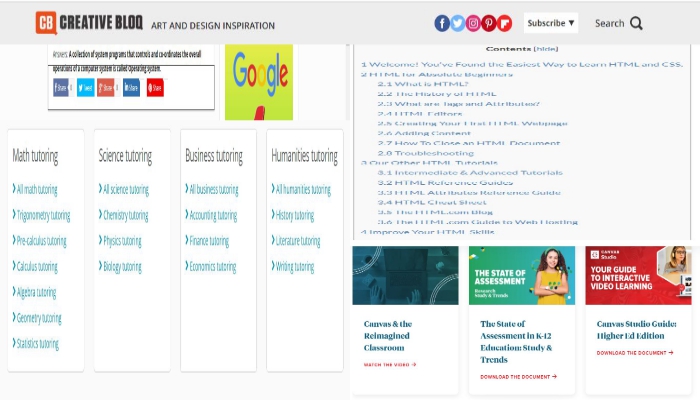 CB CREATIVE BLOQ ART AND DESIGN INSPIRATION
Subscribe ▼
Search
Answers: A collection of system programs that controls and co-ordinates the overall
operations of a computer system is called Operating system.
Share
Tweet
Share
Share
Share
Google
Math tutoring
All math tutoring
Trigonometry tutoring
Pre-calculus tutoring
Calculus tutoring
Algebra tutoring
Geometry tutoring
Statistics tutoring
Science tutoring
All science tutoring
Chemistry tutoring
Physics tutoring
Biology tutoring
Business tutoring
All business tutoring
Accounting tutoring
Finance tutoring
Economics tutoring
Humanities tutoring
All humanities tutoring
History tutoring
Literature tutoring
Writing tutoring
Contents [hide]
1 Welcome! You've Found the Easiest Way to Learn HTML and CSS.
2 HTML for Absolute Beginners
2.1 What is HTML?
2.2 The History of HTML
2.3 What are Tags and Attributes?
2.4 HTML Editors
2.5 Creating Your First HTML Webpage
2.6 Adding Content
2.7 How To Close an HTML Document
2.8 Troubleshooting
3 Our Other HTML Tutorials
3.1 Intermediate & Advanced Tutorials
3.2 HTML Reference Guides
3.3 HTML Attributes Reference Guide
3.4 HTML Cheat Sheet
3.5 The HTML.com Blog
3.6 The HTML.com Guide to Web Hosting
4 Improve Your HTML Skills
Canvas & the
Reimagined
Classroom
WATCH THE VIDEO →
THE STATE OF
ASSESSMENT
Research
Study & Trends
The State of
Assessment in K-12
Education: Study &
Trends
DOWNLOAD THE DOCUMENT →
CANVAS
Studio
YOUR GUIDE
TO INTERACTIVE
VIDEO LEARNING
Canvas Studio Guide:
Higher Ed Edition
DOWNLOAD THE DOCUMENT →